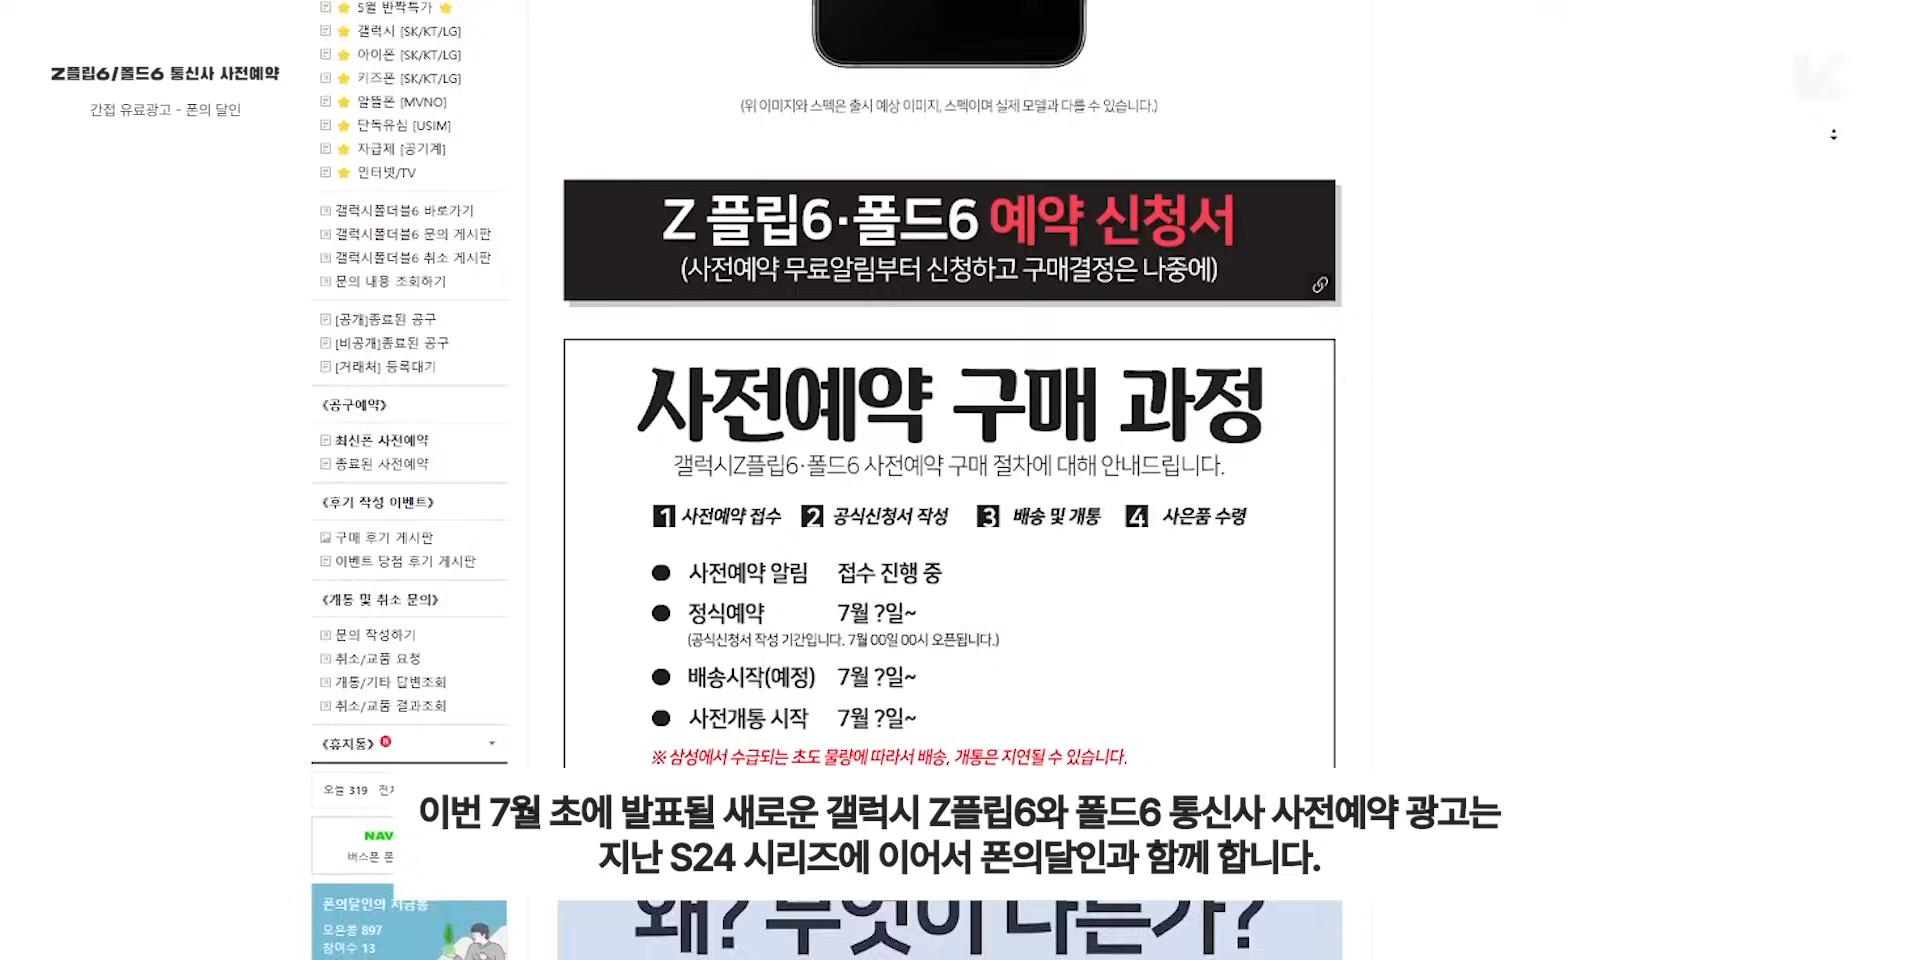 Z플립6/폴드6 통신사 사전예약
간접 유료광고 - 폰의 달인
5월 반짝특가
갤럭시 [SK/KT/LG]
아이폰 [SK/KT/LG]
키즈폰 [SK/KT/LG]
알뜰폰 [MVNO]
단독유심 [USIM]
자급제 [공기계]
인터넷/TV
갤럭시폴더블6 바로가기
갤럭시폴더블6 문의 게시판
갤럭시폴더블6 취소 게시판
문의 내용 조회하기
[공개]종료된 공구
[비공개]종료된 공구
[거래처] 등록대기
《공구예약》
최신폰 사전예약
종료된 사전예약
《후기 작성 이벤트》
구매 후기 게시판
이벤트 당첨 후기 게시판
《개통 및 취소 문의》
문의 작성하기
취소/교품 요청
개통/기타 답변조회
취소/교품 결과조회
《휴지통》
오늘 319
NAV
버스폰 폰
폰의달인의 저금통
모은콩 897
참여수 13
(위 이미지와 스펙은 출시 예상 이미지, 스펙이며 실제 모델과 다를 수 있습니다.)
Z 플립6·폴드6 예약 신청서
(사전예약 무료알림부터 신청하고 구매결정은 나중에)
사전예약 구매 과정
갤럭시Z플립6·폴드6 사전예약 구매 절차에 대해 안내드립니다.
1 사전예약 접수 2 공식신청서 작성 3 배송 및 개통 4 사은품 수령
● 사전예약 알림 접수 진행 중
● 정식예약 7월 ?일~
(공식신청서 작성 기간입니다. 7월 00일 00시 오픈됩니다.)
● 배송시작(예정) 7월 ?일~
● 사전개통 시작 7월 ?일~
※ 삼성에서 수급되는 초도 물량에 따라서 배송, 개통은 지연될 수 있습니다.
이번 7월 초에 발표될 새로운 갤럭시 Z플립6와 폴드6 통신사 사전예약 광고는
지난 S24 시리즈에 이어서 폰의달인과 함께 합니다.
왜? 무엇이 다른가?